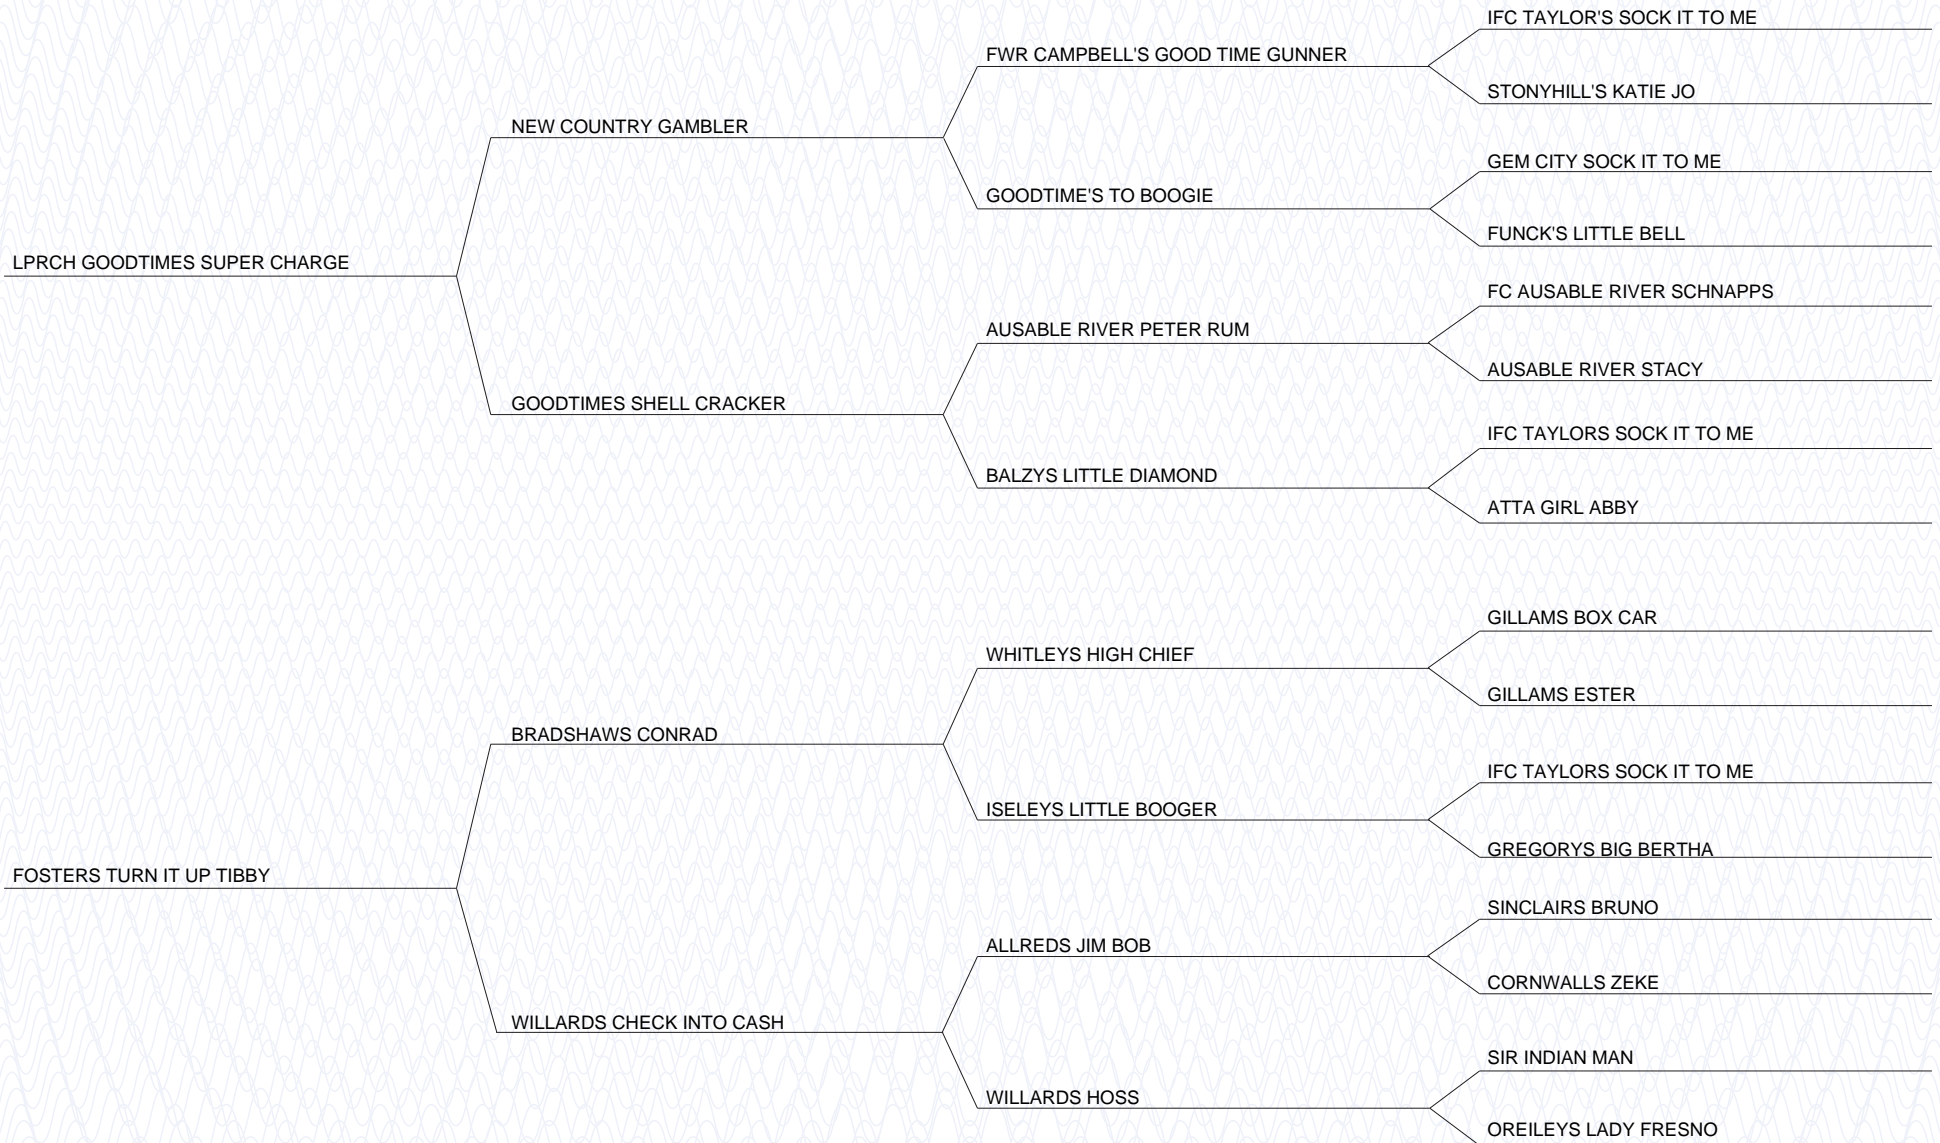 IFC TAYLOR'S SOCK IT TO ME
FWR CAMPBELL'S GOOD TIME GUNNER
STONYHILL'S KATIE JO
NEW COUNTRY GAMBLER
GEM CITY SOCK IT TO ME
GOODTIME'S TO BOOGIE
FUNCK'S LITTLE BELL
LPRCH GOODTIMES SUPER CHARGE
FC AUSABLE RIVER SCHNAPPS
AUSABLE RIVER PETER RUM
AUSABLE RIVER STACY
GOODTIMES SHELL CRACKER
IFC TAYLORS SOCK IT TO ME
BALZYS LITTLE DIAMOND
ATTA GIRL ABBY
GILLAMS BOX CAR
WHITLEYS HIGH CHIEF
GILLAMS ESTER
BRADSHAWS CONRAD
IFC TAYLORS SOCK IT TO ME
ISELEYS LITTLE BOOGER
GREGORYS BIG BERTHA
FOSTERS TURN IT UP TIBBY
SINCLAIRS BRUNO
ALLREDS JIM BOB
CORNWALLS ZEKE
WILLARDS CHECK INTO CASH
SIR INDIAN MAN
WILLARDS HOSS
OREILEYS LADY FRESNO